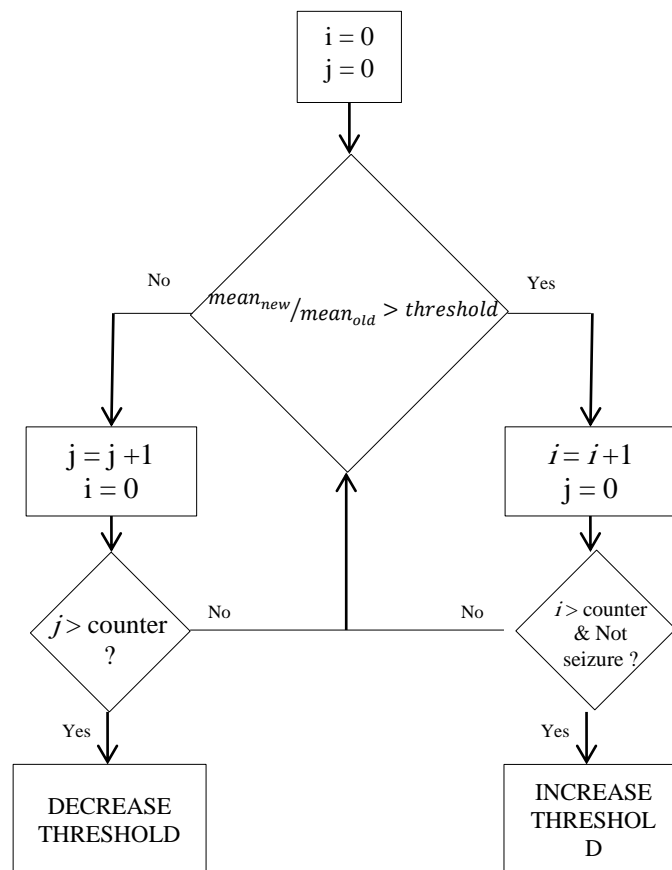 i = 0
j = 0
No
Yes
mean_new/mean_old > threshold
j = j +1
i = 0
i = i +1
j = 0
j > counter
?
No
No
i > counter
& Not
seizure ?
Yes
Yes
DECREASE
THRESHOLD
INCREASE
THRESHOL
D